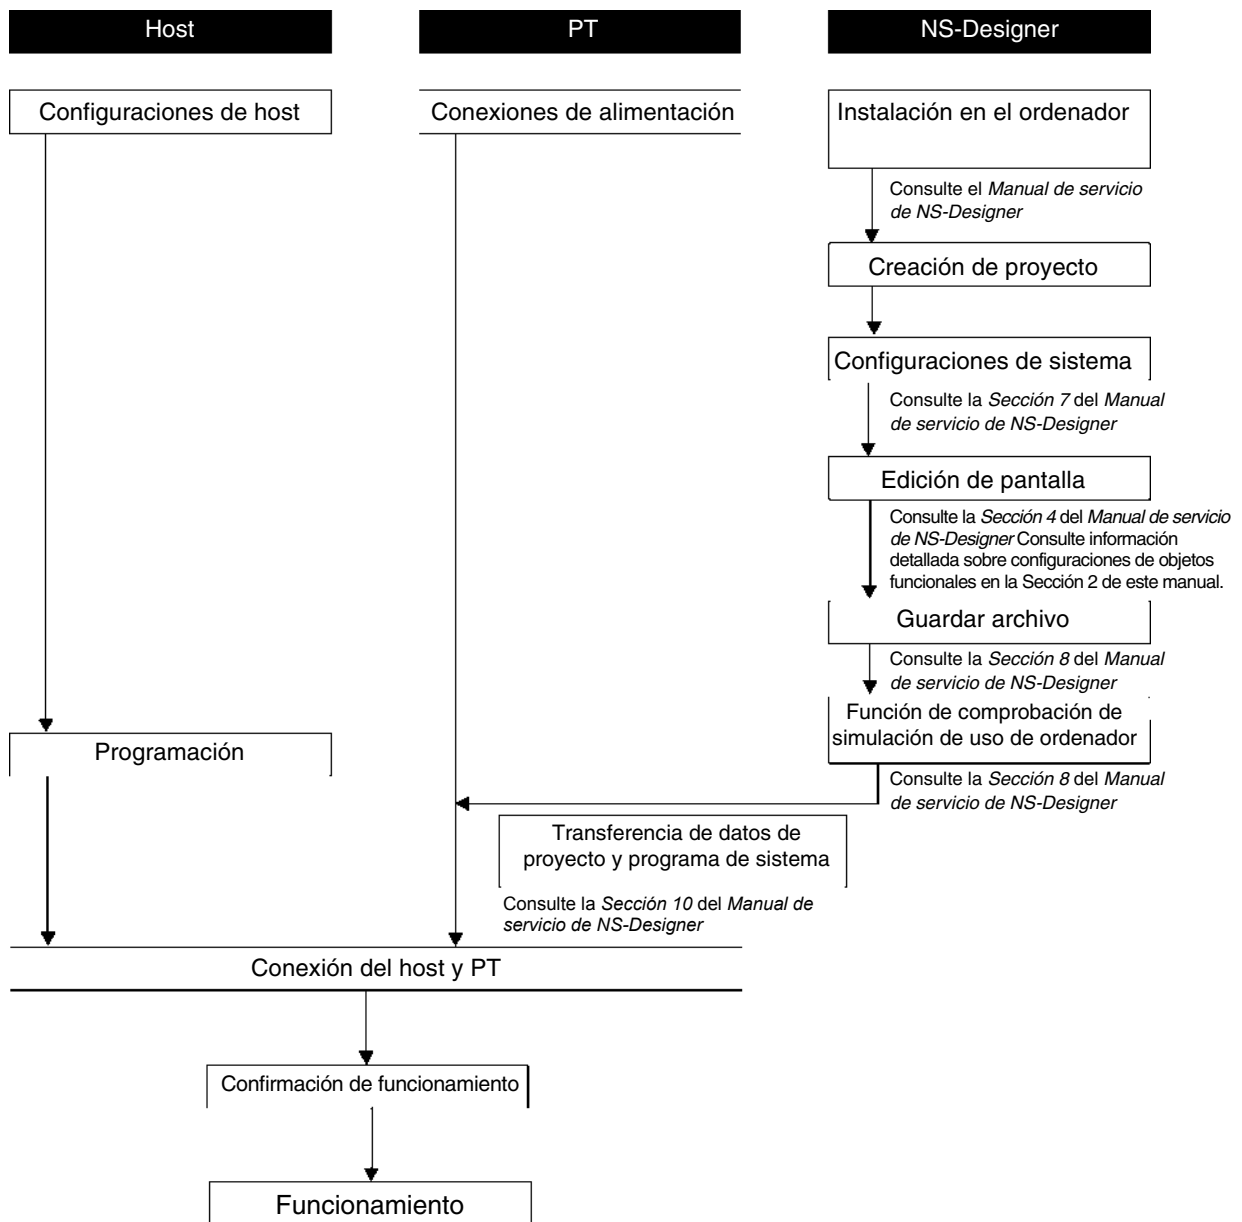 Host
PT
NS-Designer
Configuraciones de host
Conexiones de alimentación
Instalación en el ordenador
Consulte el Manual de servicio
de NS-Designer
Creación de proyecto
Configuraciones de sistema
Consulte la Sección 7 del Manual
de servicio de NS-Designer
Edición de pantalla
Consulte la Sección 4 del Manual de servicio
de NS-Designer Consulte información
detallada sobre configuraciones de objetos
funcionales en la Sección 2 de este manual.
Guardar archivo
Consulte la Sección 8 del Manual
de servicio de NS-Designer
Función de comprobación de
simulación de uso de ordenador
Programación
Consulte la Sección 8 del Manual
de servicio de NS-Designer
Transferencia de datos de
proyecto y programa de sistema
Consulte la Sección 10 del Manual de
servicio de NS-Designer
Conexión del host y PT
Confirmación de funcionamiento
Funcionamiento